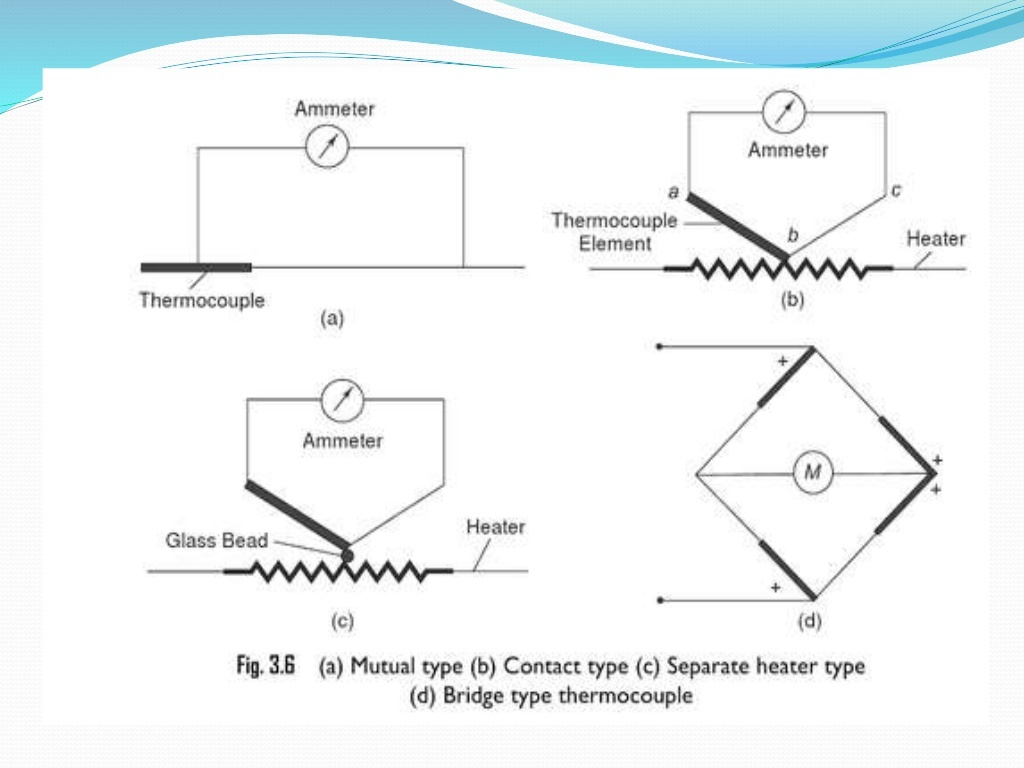 Ammeter
Thermocouple
(a)
Ammeter
a
c
Thermocouple
Element
b
Heater
(b)
Ammeter
Glass Bead
Heater
(c)
+
+
M
+
+
(d)
Fig. 3.6 (a) Mutual type (b) Contact type (c) Separate heater type
(d) Bridge type thermocouple